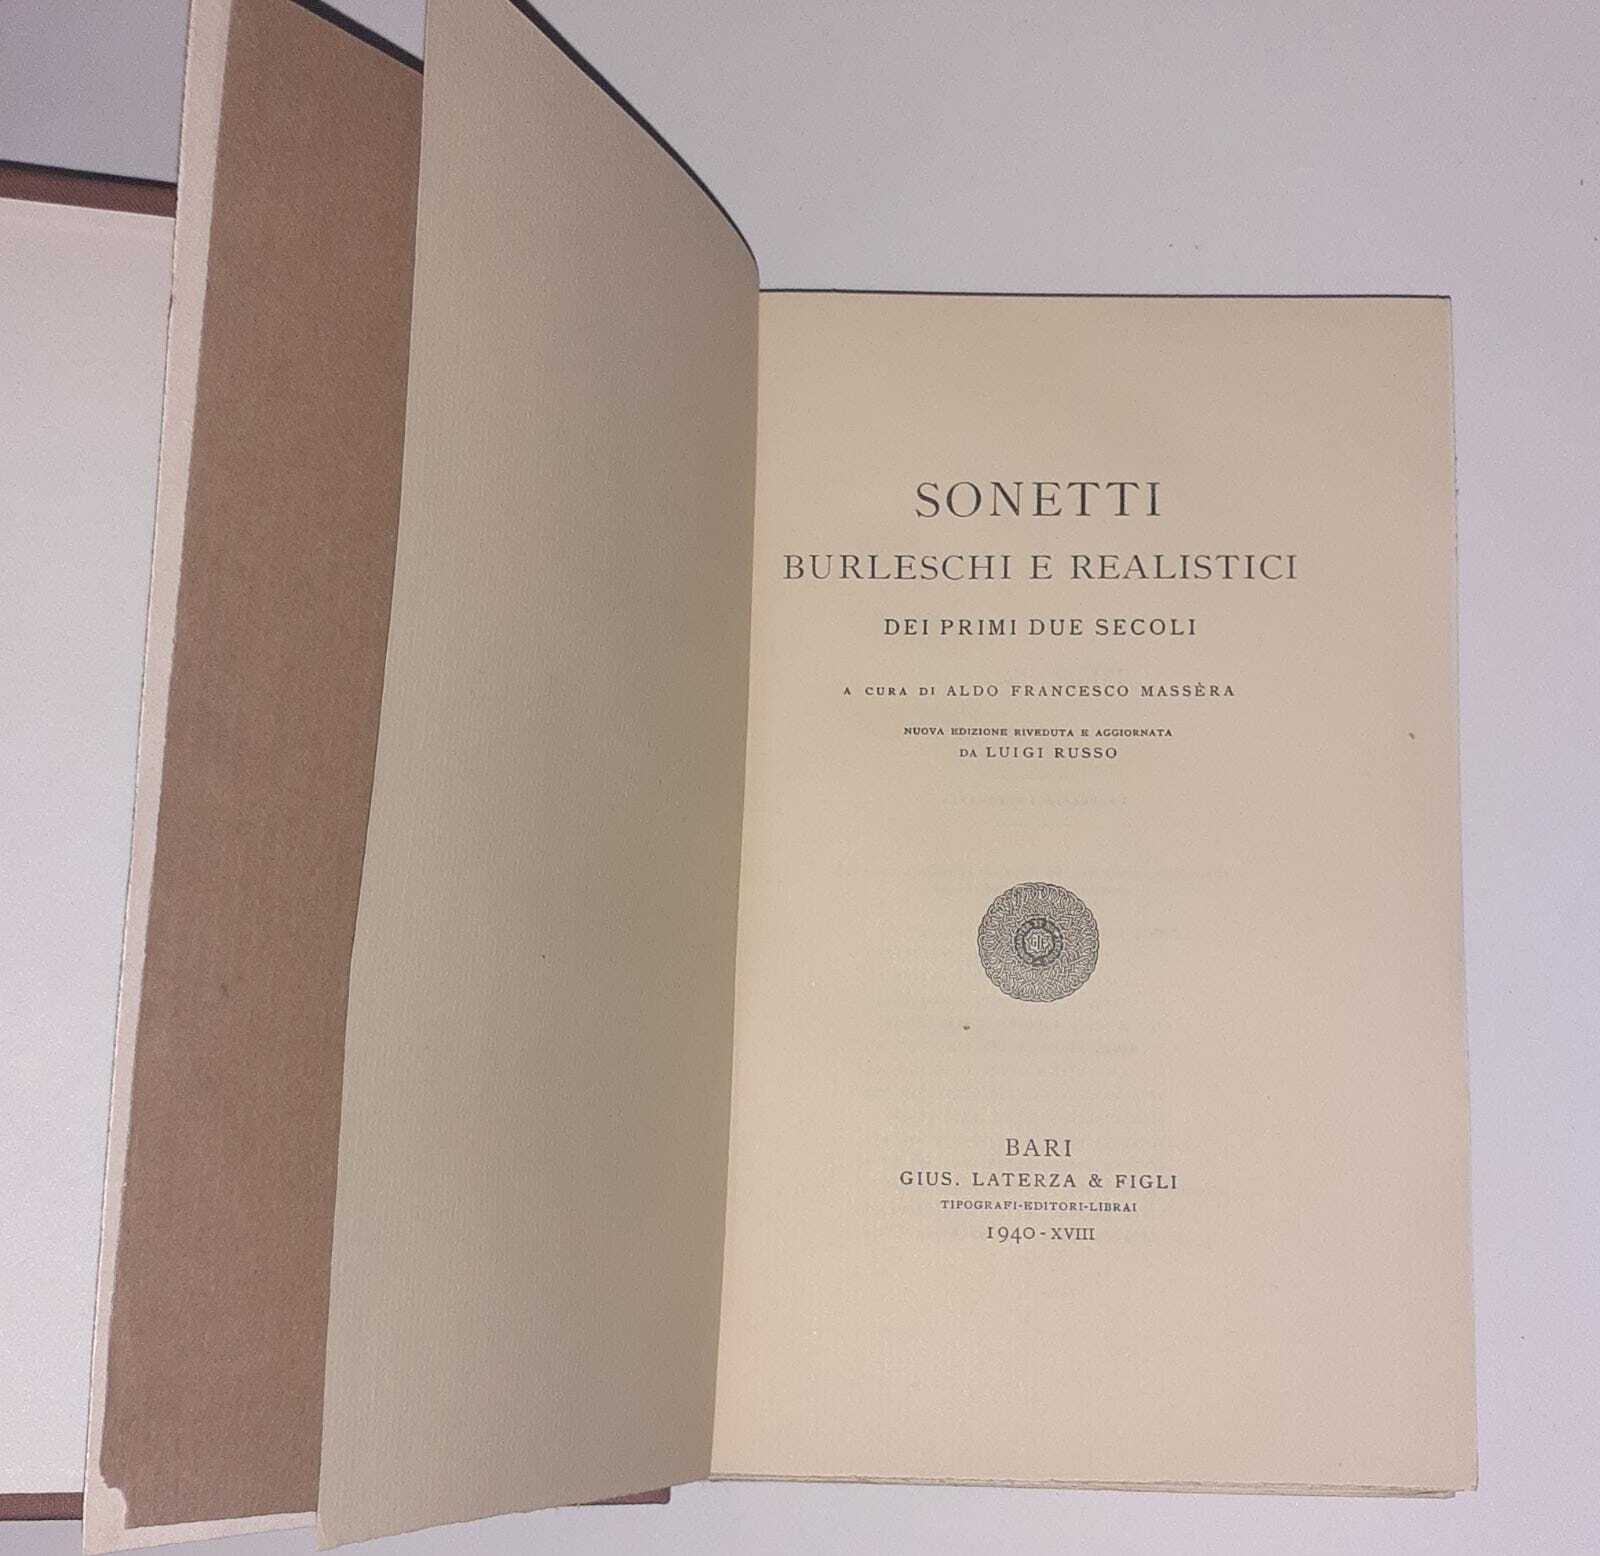 SONETTI
BURLESCHI E REALISTICI
DEI PRIMI DUE SECOLI
A CURA DI ALDO FRANCESCO MASSÈRA
NUOVA EDIZIONE RIVEDUTA E AGGIORNATA
DA LUIGI RUSSO
BARI
GIUS. LATERZA & FIGLI
TIPOGRAFI-EDITORI-LIBRAI
1940-XVIII